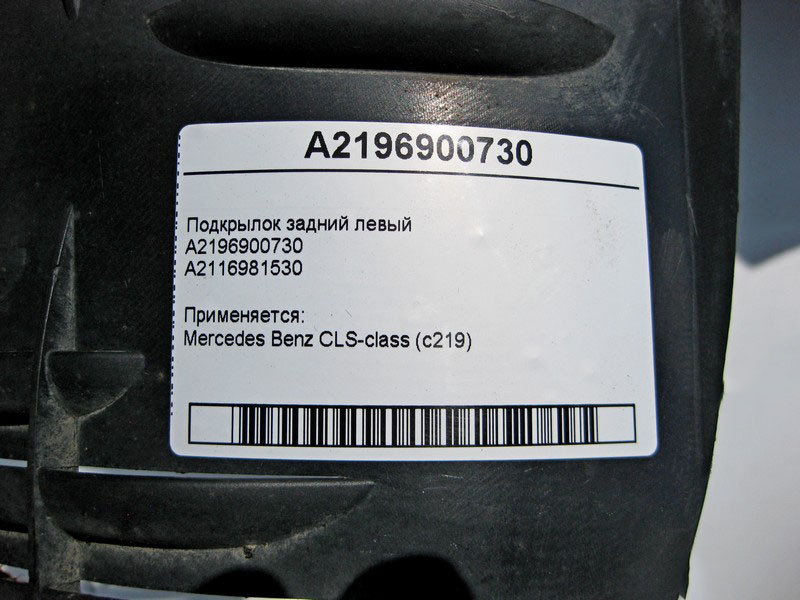 A2196900730
Подкрылок задний левый
A2196900730
A2116981530
Применяется:
Mercedes Benz CLS-class (c219)